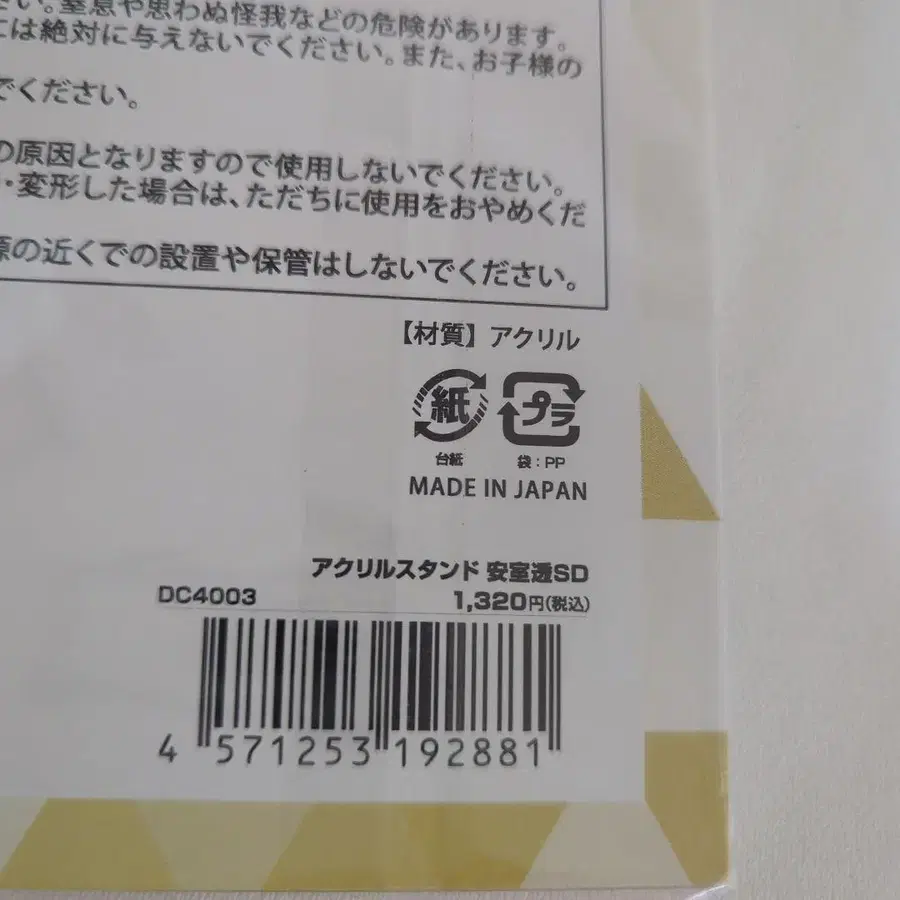 さい。窒息や思わぬ怪我などの危険があります。
には絶対に与えないでください。また、お子様の
でください。
の原因となりますので使用しないでください。
・変形した場合は、ただちに使用をおやめくだ
源の近くでの設置や保管はしないでください。
【材質】アクリル
紙 プラ
台紙 袋:PP
MADE IN JAPAN
アクリルスタンド 安室透SD
DC4003 1,320円(税込)
4 571253 192881